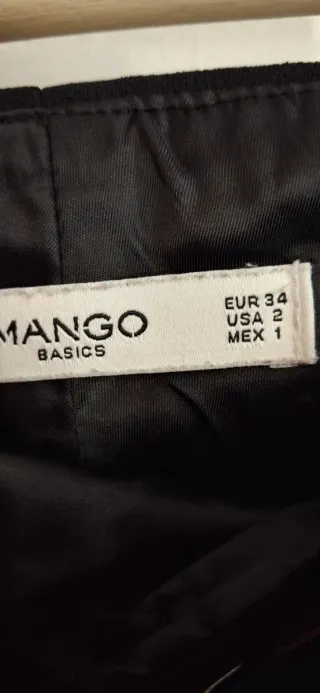 MANGO
BASICS
EUR 34
USA 2
MEX 1